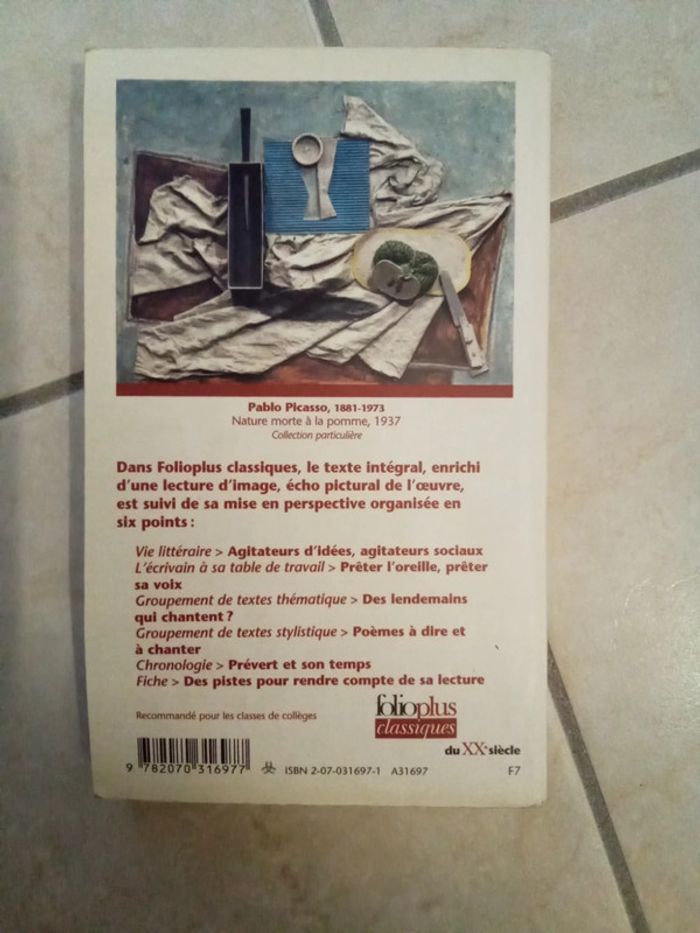 Pablo Picasso, 1881-1973
Nature morte à la pomme, 1937
Collection particulière
Dans Folioplus classiques, le texte intégral, enrichi
d'une lecture d'image, écho pictural de l'œuvre,
est suivi de sa mise en perspective organisée en
six points :
Vie littéraire > Agitateurs d'idées, agitateurs sociaux
L'écrivain à sa table de travail > Prêter l'oreille, prêter
sa voix
Groupement de textes thématique > Des lendemains
qui chantent ?
Groupement de textes stylistique > Poèmes à dire et
à chanter
Chronologie > Prévert et son temps
Fiche > Des pistes pour rendre compte de sa lecture
Recommandé pour les classes de collèges
folioplus
classiques
du XXe siècle
9 782070 316977
ISBN 2-07-031697-1 A31697 F7